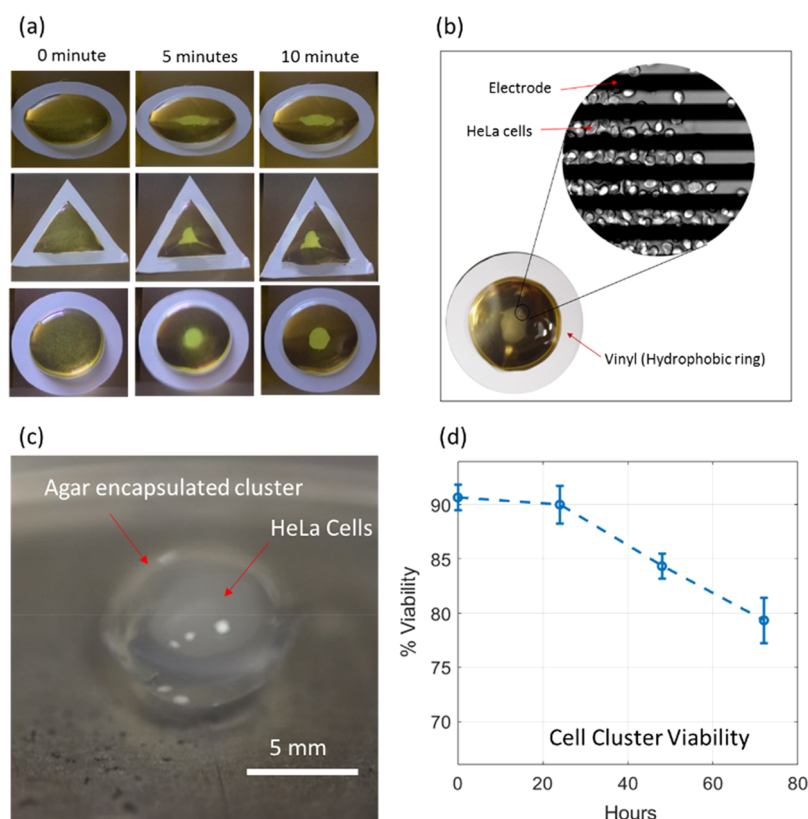 (a)
0 minute 5 minutes 10 minute
(b)
Electrode
HeLa cells
Vinyl (Hydrophobic ring)
(c)
Agar encapsulated cluster
HeLa Cells
5 mm
(d)
% Viability
90
85
80
75
70
Cell Cluster Viability
0 20 40 60 80
Hours